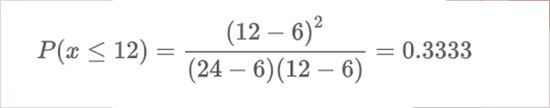 P(x ≤ 12) = (12 – 6)² / (24 – 6)(12 – 6) = 0.3333